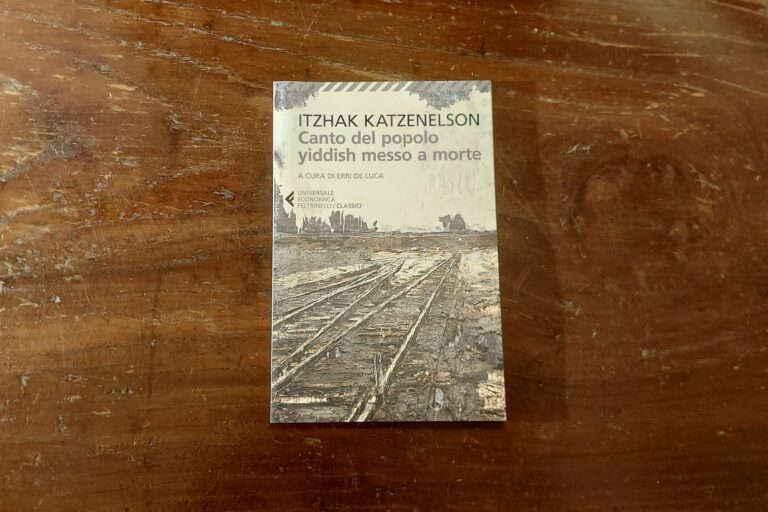 ITZHAK KATZENELSON
Canto del popolo
yiddish messo a morte
A CURA DI ERRI DE LUCA
UNIVERSALE
ECONOMICA
FELTRINELLI/CLASSICI